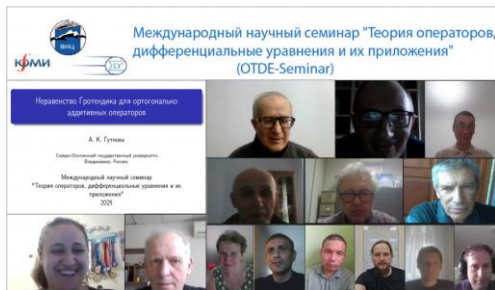 Международный научный семинар "Теория операторов,
дифференциальные уравнения и их приложения"
(OTDE-Seminar)
ВНЦ
КФМИ
Неравенство Гротендика для ортогонально
аддитивных операторов
А. К. Гутнова
Северо-Осетинский государственный университет,
Владикавказ, Россия.
Международный научный семинар
"Теория операторов, дифференциальные уравнения и их
приложения"
2025